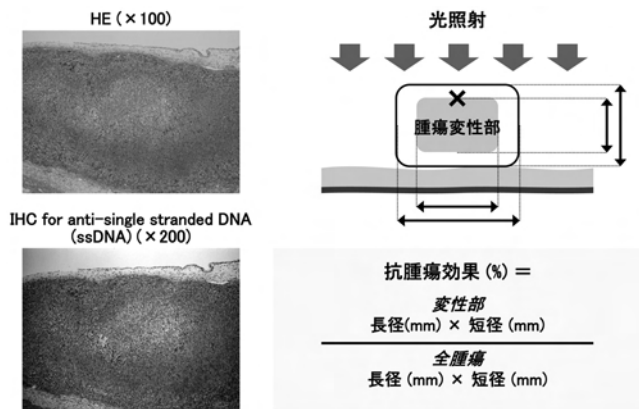 HE (×100)
IHC for anti-single stranded DNA
(ssDNA) (×200)
光照射
×
腫瘍変性部
抗腫瘍効果 (%) =
変性部
長径(mm) × 短径 (mm)
全腫瘍
長径 (mm) × 短径 (mm)